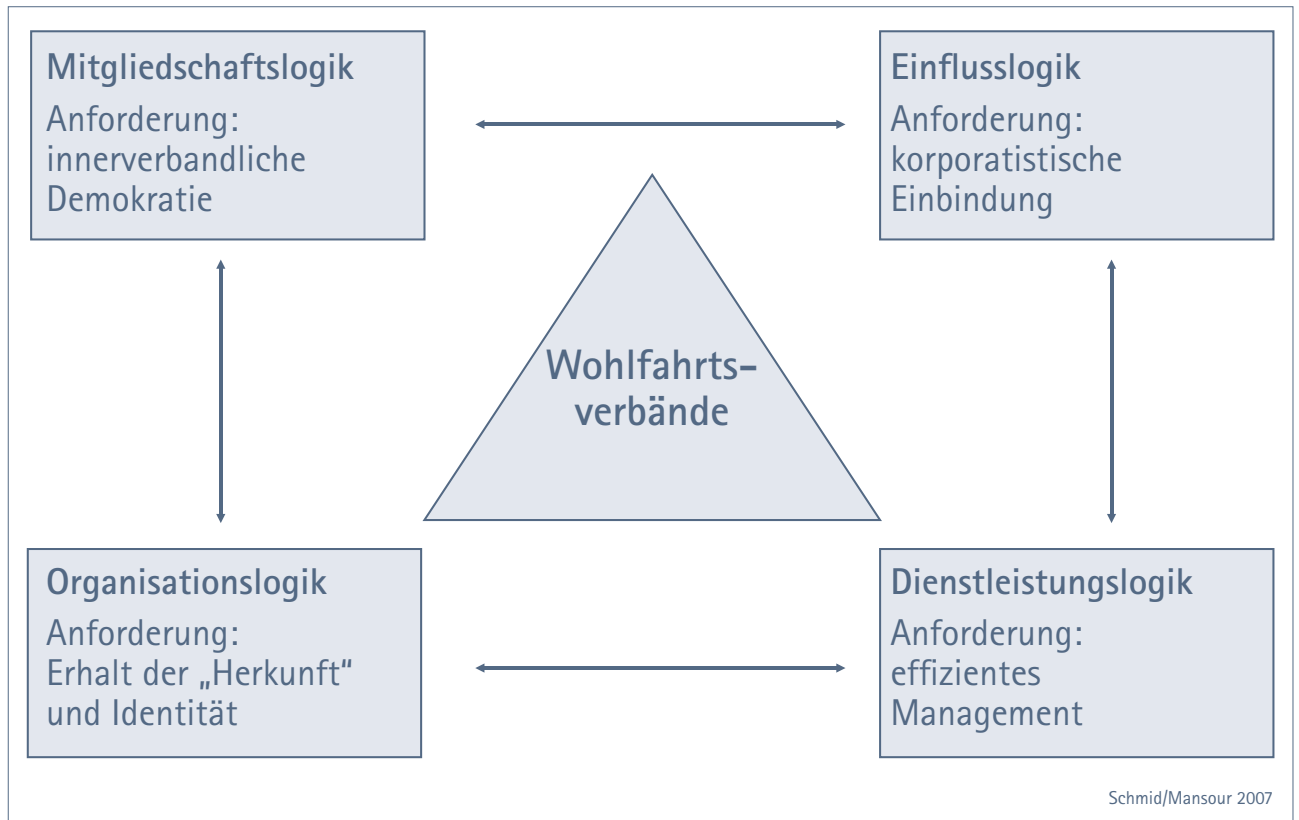 Mitgliedschaftslogik
Anforderung:
innerverbandliche
Demokratie
Einflusslogik
Anforderung:
korporatistische
Einbindung
Wohlfahrts-
verbände
Organisationslogik
Anforderung:
Erhalt der „Herkunft“
und Identität
Dienstleistungslogik
Anforderung:
effizientes
Management
Schmid/Mansour 2007